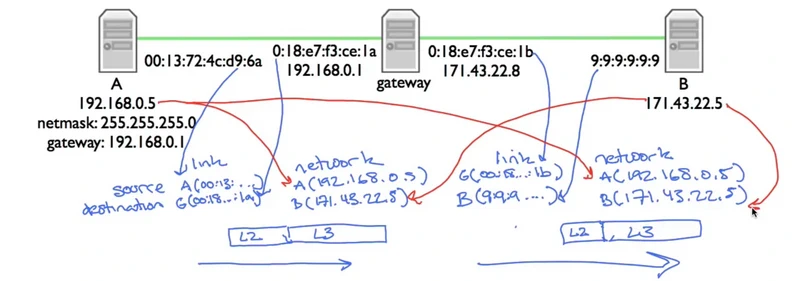 00:13:72:4c:d9:6a
0:18:e7:f3:ce:1a
192.168.0.1
gateway
0:18:e7:f3:ce:1b
171.43.22.8
9:9:9:9:9:9
A
192.168.0.5
netmask: 255.255.255.0
gateway: 192.168.0.1
B
171.43.22.5
link
source A(00:13:...)
destination G(00:18...:1a)
network
A(192.168.0.5)
B(171.43.22.5)
L2 L3
link
G(00:18...:1b)
B(9:9:9....)
network
A(192.168.0.5)
B(171.43.22.5)
L2 L3